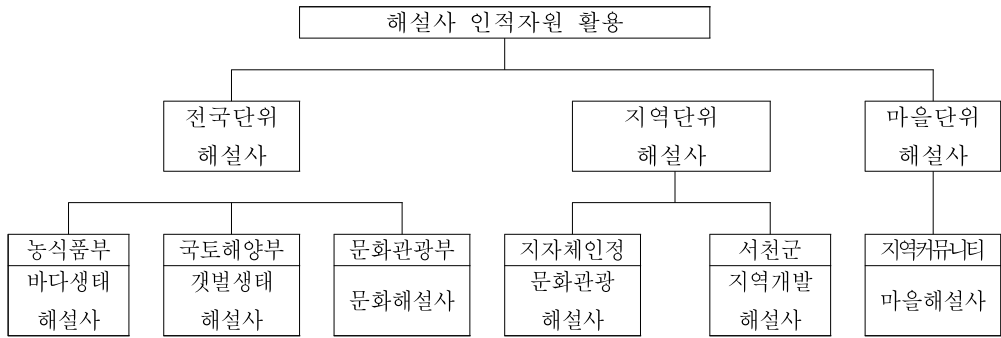 해설사 인적자원 활용
전국단위
해설사
지역단위
해설사
마을단위
해설사
농식품부
바다생태
해설사
국토해양부
갯벌생태
해설사
문화관광부
문화해설사
지자체인정
문화관광
해설사
서천군
지역개발
해설사
지역커뮤니티
마을해설사